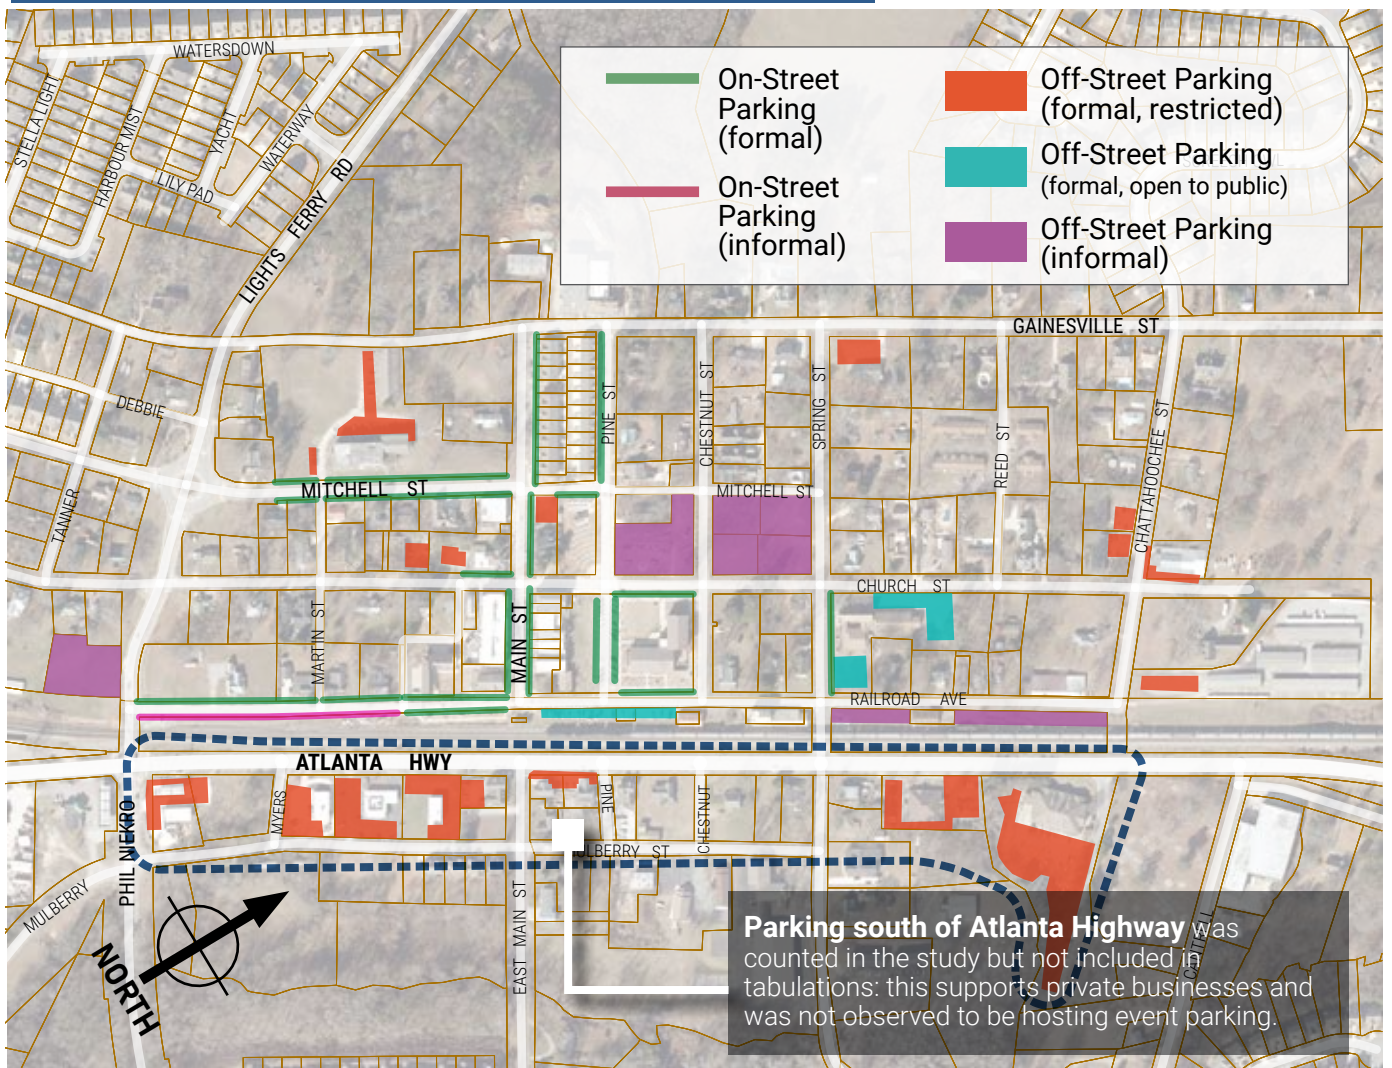 WATERSDOWN
STELLA LIGHT
HARBOUR MIST
YACHT
WATERWAY
LILY PAD
LIGHTS FERRY RD
On-Street
Parking
(formal)
On-Street
Parking
(informal)
Off-Street Parking
(formal, restricted)
Off-Street Parking
(formal, open to public)
Off-Street Parking
(informal)
GAINESVILLE ST
DEBBIE
TANNER
PINE ST
CHESTNUT ST
SPRING ST
REED ST
CHATTAHOOCHEE ST
MITCHELL ST
MITCHELL ST
MARTIN ST
MAIN ST
CHURCH ST
RAILROAD AVE
ATLANTA HWY
PHIL NIEKRO
MYERS
PINE
CHESTNUT
MULBERRY ST
MULBERRY
EAST MAIN ST
NORTH
Parking south of Atlanta Highway was
counted in the study but not included in
tabulations: this supports private businesses and
was not observed to be hosting event parking.